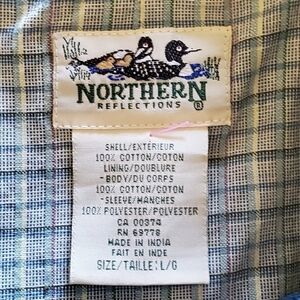 NORTHERN
REFLECTIONS ®
SHELL/EXTÉRIEUR
100% COTTON/COTON
LINING/DOUBLURE
-BODY/DU CORPS
100% COTTON/COTON
-SLEEVE/MANCHES
100% POLYESTER/POLYESTER
CA 00374
RN 69778
MADE IN INDIA
FAIT EN INDE
SIZE/TAILLE: L/G